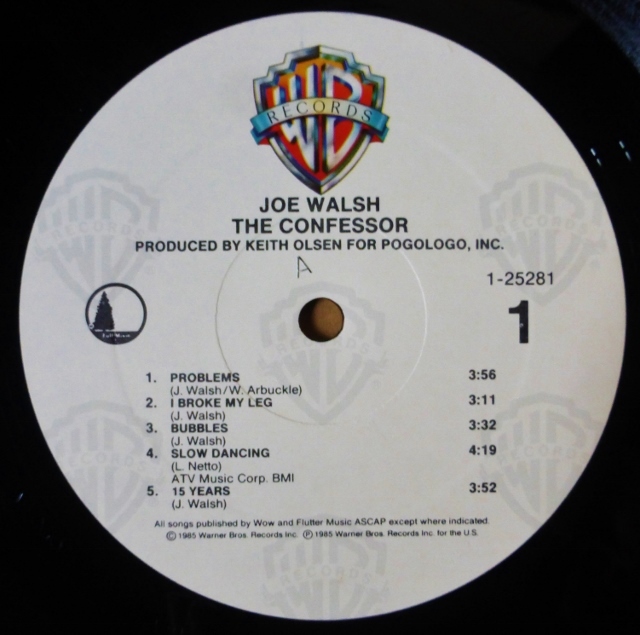 WB
RECORDS
JOE WALSH
THE CONFESSOR
PRODUCED BY KEITH OLSEN FOR POGOLOGO, INC.
A
1-25281
1
Full Moon
1. PROBLEMS 3:56
(J. Walsh/W. Arbuckle)
2. I BROKE MY LEG 3:11
(J. Walsh)
3. BUBBLES 3:32
(J. Walsh)
4. SLOW DANCING 4:19
(L. Netto)
ATV Music Corp. BMI
5. 15 YEARS 3:52
(J. Walsh)
All songs published by Wow and Flutter Music ASCAP except where indicated.
© 1985 Warner Bros. Records Inc. ℗ 1985 Warner Bros. Records Inc. for the U.S.